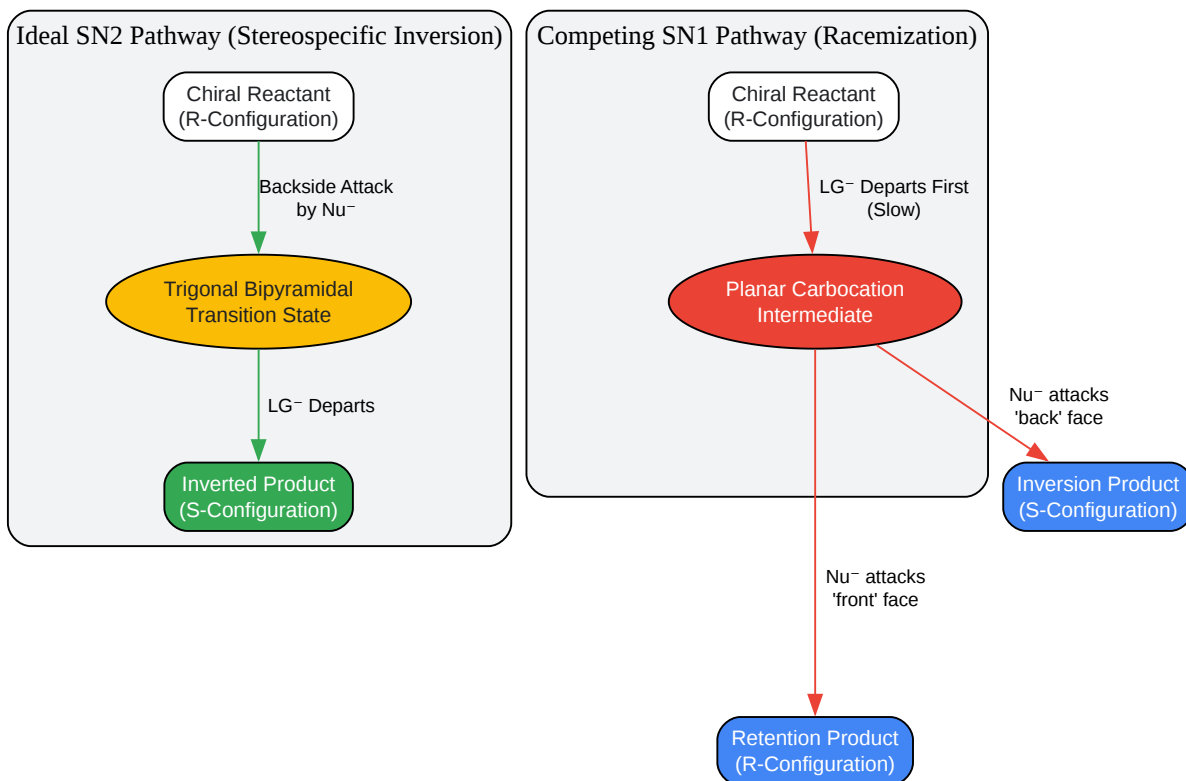 Ideal SN2 Pathway (Stereospecific Inversion)
Chiral Reactant
(R-Configuration)
Backside Attack
by Nu⁻
Trigonal Bipyramidal
Transition State
LG⁻ Departs
Inverted Product
(S-Configuration)
Competing SN1 Pathway (Racemization)
Chiral Reactant
(R-Configuration)
LG⁻ Departs First
(Slow)
Planar Carbocation
Intermediate
Nu⁻ attacks
'back' face
Inversion Product
(S-Configuration)
Nu⁻ attacks
'front' face
Retention Product
(R-Configuration)